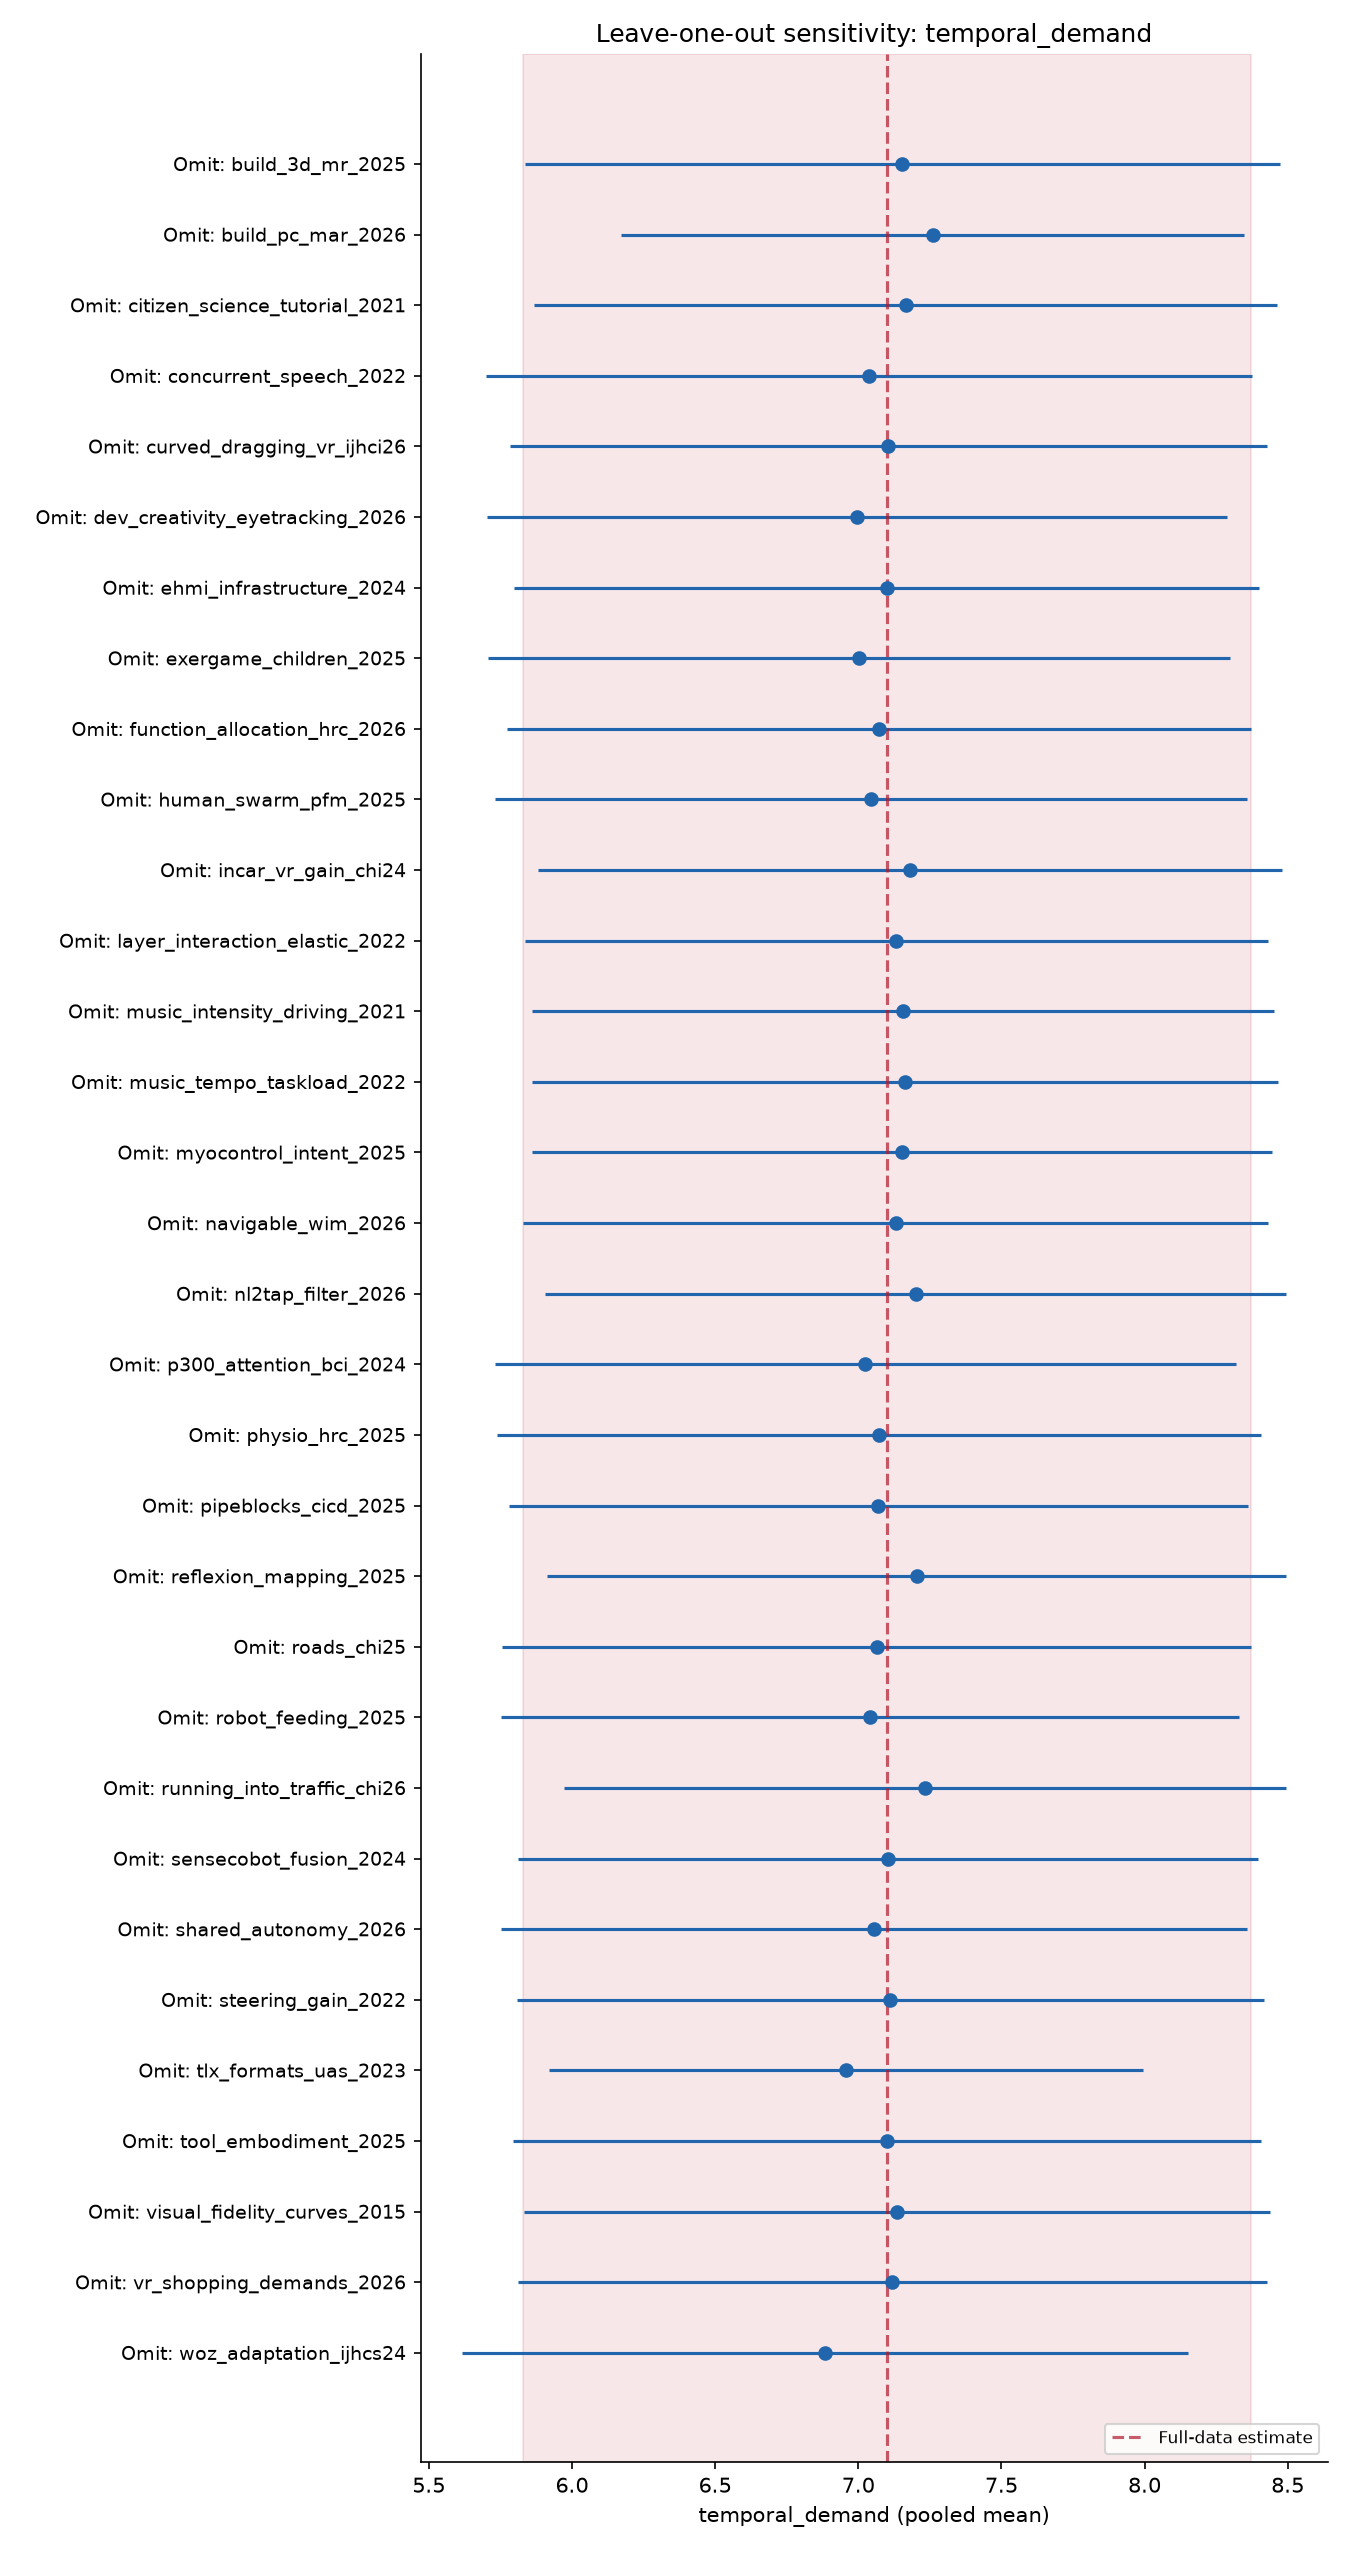 Leave-one-out sensitivity: temporal_demand
Omit: build_3d_mr_2025
Omit: build_pc_mar_2026
Omit: citizen_science_tutorial_2021
Omit: concurrent_speech_2022
Omit: curved_dragging_vr_ijhci26
Omit: dev_creativity_eyetracking_2026
Omit: ehmi_infrastructure_2024
Omit: exergame_children_2025
Omit: function_allocation_hrc_2026
Omit: human_swarm_pfm_2025
Omit: incar_vr_gain_chi24
Omit: layer_interaction_elastic_2022
Omit: music_intensity_driving_2021
Omit: music_tempo_taskload_2022
Omit: myocontrol_intent_2025
Omit: navigable_wim_2026
Omit: nl2tap_filter_2026
Omit: p300_attention_bci_2024
Omit: physio_hrc_2025
Omit: pipeblocks_cicd_2025
Omit: reflexion_mapping_2025
Omit: roads_chi25
Omit: robot_feeding_2025
Omit: running_into_traffic_chi26
Omit: sensecobot_fusion_2024
Omit: shared_autonomy_2026
Omit: steering_gain_2022
Omit: tlx_formats_uas_2023
Omit: tool_embodiment_2025
Omit: visual_fidelity_curves_2015
Omit: vr_shopping_demands_2026
Omit: woz_adaptation_ijhcs24
Full-data estimate
5.5 6.0 6.5 7.0 7.5 8.0 8.5
temporal_demand (pooled mean)